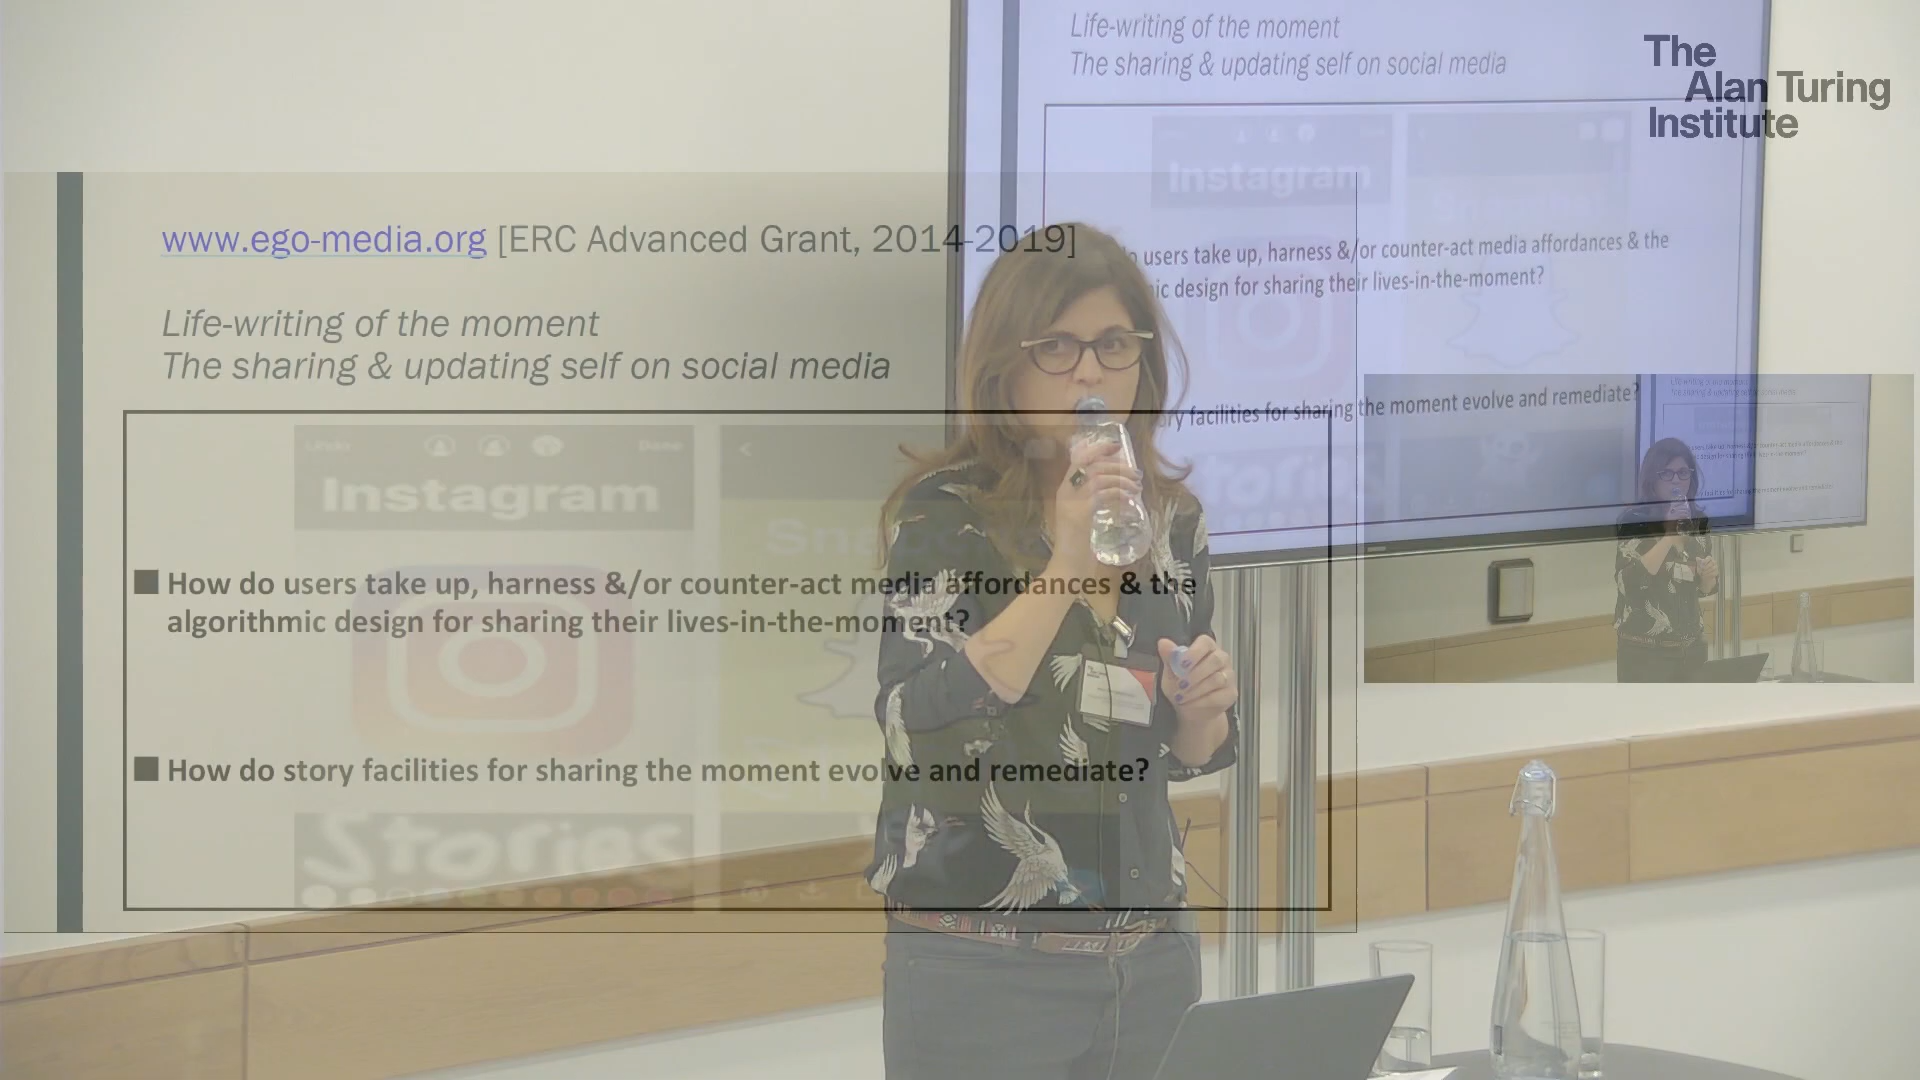 Life-writing of the moment
The sharing & updating self on social media
The
Alan Turing
Institute
Instagram
users take up, harness &/or counter-act media affordances & the
design for sharing their lives-in-the-moment?
facilities for sharing the moment evolve and remediate?
www.ego-media.org [ERC Advanced Grant, 2014-2019]
Life-writing of the moment
The sharing & updating self on social media
Done
Instagram
■ How do users take up, harness &/or counter-act media affordances & the
algorithmic design for sharing their lives-in-the-moment?
■ How do story facilities for sharing the moment evolve and remediate?
Stories